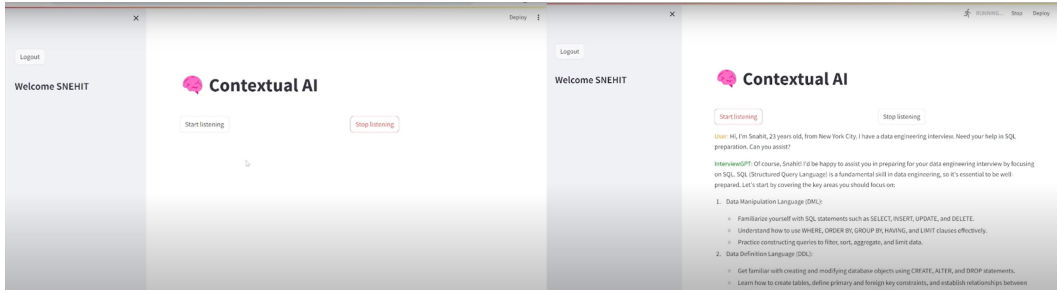 Deploy
Logout
Welcome SNEHIT
Contextual AI
Start listening
Stop listening
RUNNING...
Stop
Deploy
Logout
Welcome SNEHIT
Contextual AI
Start listening
Stop listening
User: Hi, I'm Snahit, 23 years old, from New York City. I have a data engineering interview. Need your help in SQL
preparation. Can you assist?
InterviewGPT: Of course, Snahit! I'd be happy to assist you in preparing for your data engineering interview by focusing
on SQL. SQL (Structured Query Language) is a fundamental skill in data engineering, so it's essential to be well-
prepared. Let's start by covering the key areas you should focus on:
1. Data Manipulation Language (DML):
Familiarize yourself with SQL statements such as SELECT, INSERT, UPDATE, and DELETE.
Understand how to use WHERE, ORDER BY, GROUP BY, HAVING, and LIMIT clauses effectively.
Practice constructing queries to filter, sort, aggregate, and limit data.
2. Data Definition Language (DDL):
Get familiar with creating and modifying database objects using CREATE, ALTER, and DROP statements.
Learn how to create tables, define primary and foreign key constraints, and establish relationships between